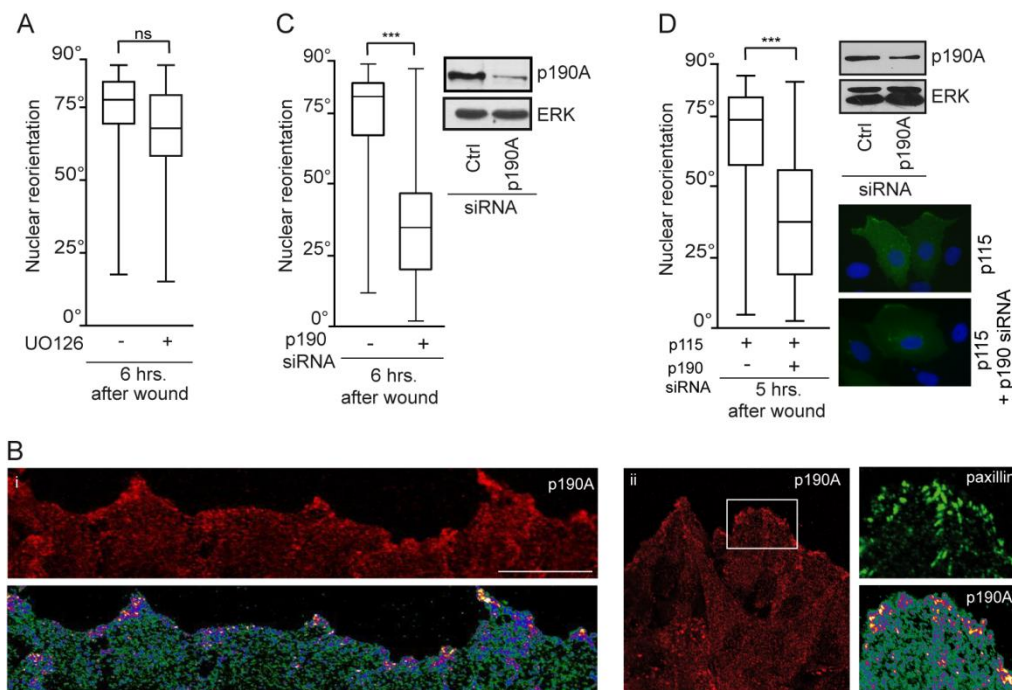 A
ns
90°
75°
50°
25°
0°
Nuclear reorientation
UO126 - +
6 hrs.
after wound
C
***
90°
75°
50°
25°
0°
Nuclear reorientation
p190 - +
siRNA
6 hrs.
after wound
p190A
ERK
Ctrl
p190A
siRNA
D
***
90°
75°
50°
25°
0°
Nuclear reorientation
p115 + +
p190 - +
siRNA
5 hrs.
after wound
p190A
ERK
Ctrl
p190A
siRNA
p115
p115
+ p190 siRNA
B
i
p190A
ii
p190A
paxillin
p190A